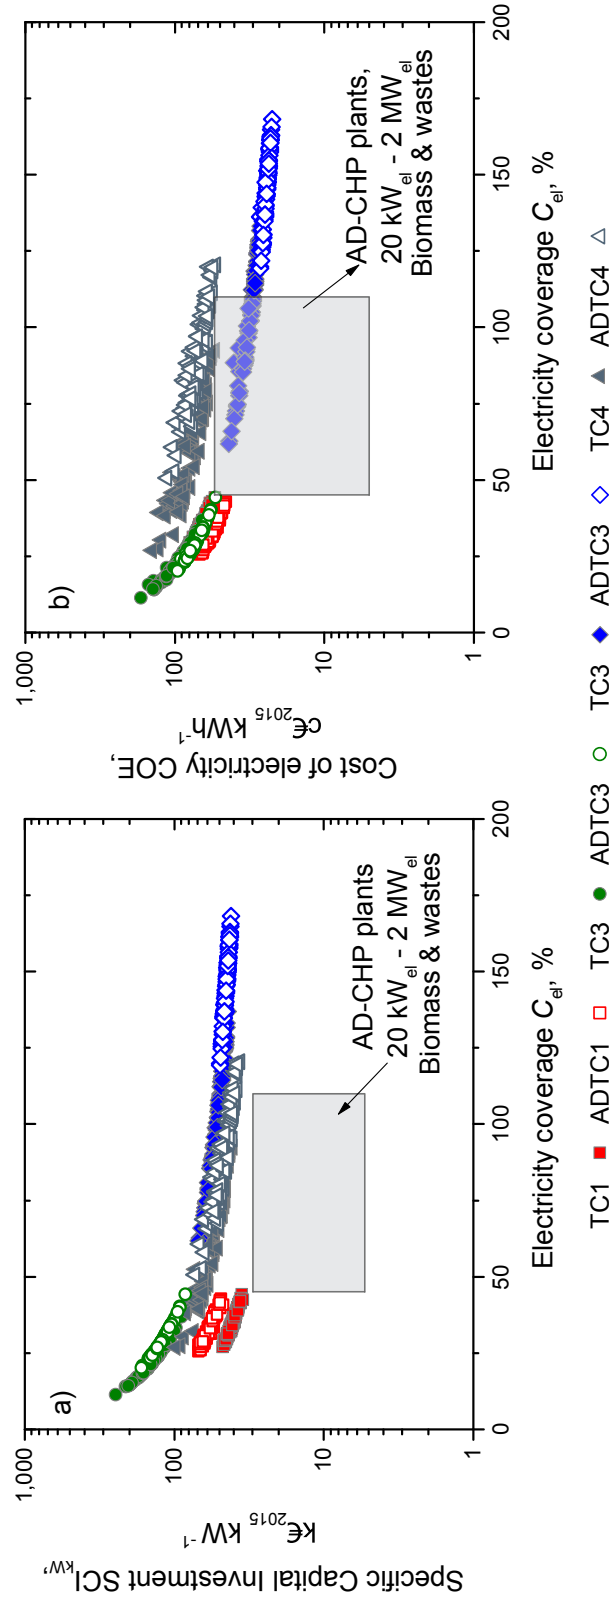 Specific Capital Investment SCI_kW,
k€_2015 kW^-1
1,000
100
10
1
a)
AD-CHP plants
20 kW_el - 2 MW_el
Biomass & wastes
0 50 100 150 200
Electricity coverage C_el, %
Cost of electricity COE,
c€_2015 kWh^-1
1,000
100
10
1
b)
AD-CHP plants,
20 kW_el - 2 MW_el
Biomass & wastes
0 50 100 150 200
Electricity coverage C_el, %
TC1 ADTC1 TC3 ADTC3 TC3 ADTC3 TC4 ADTC4